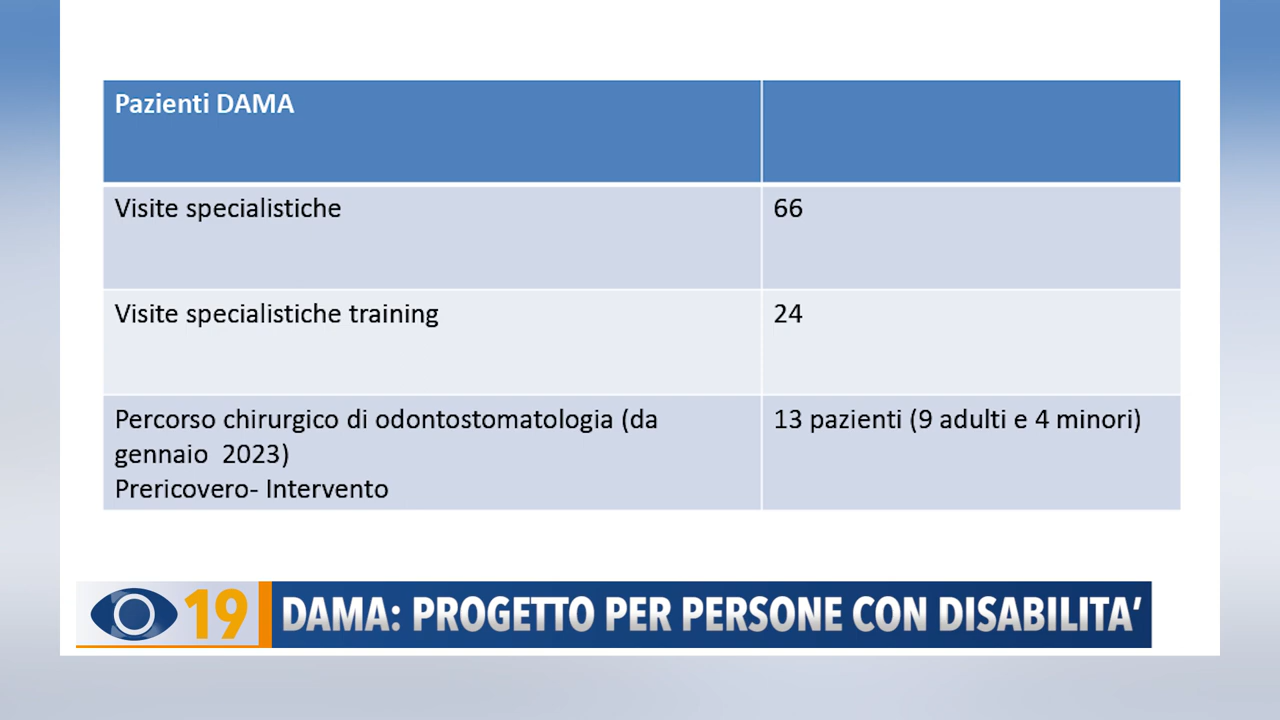 Pazienti DAMA
Visite specialistiche
66
Visite specialistiche training
24
Percorso chirurgico di odontostomatologia (da
gennaio  2023)
Prericovero- Intervento
13 pazienti (9 adulti e 4 minori)
19
DAMA: PROGETTO PER PERSONE CON DISABILITA’